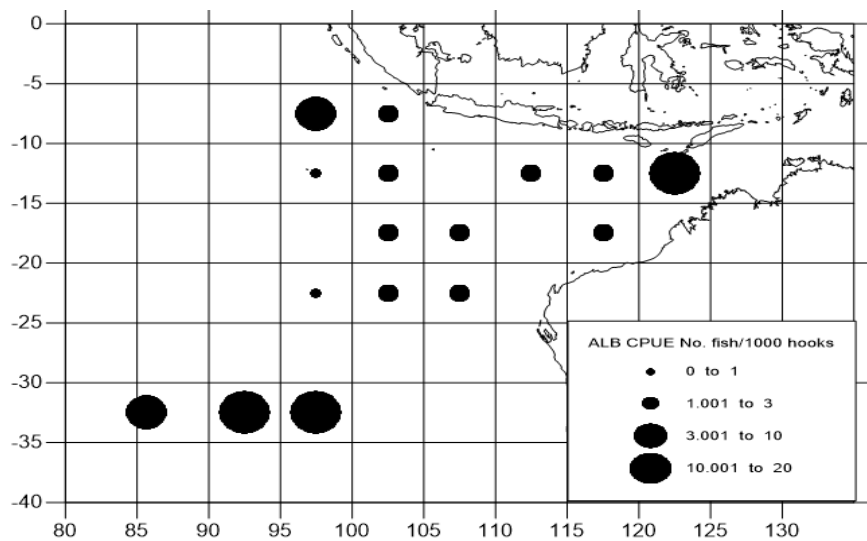 0
-5
-10
-15
-20
-25
-30
-35
-40
ALB CPUE No. fish/1000 hooks
0 to 1
1.001 to 3
3.001 to 10
10.001 to 20
80 85 90 95 100 105 110 115 120 125 130